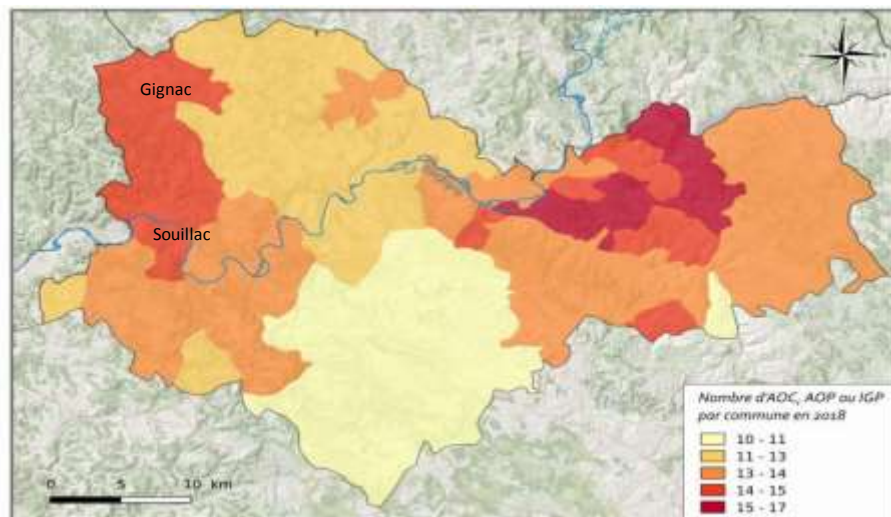 Gignac
Souillac
Nombre d'AOC, AOP ou IGP
par commune en 2018
10 - 11
11 - 13
13 - 14
14 - 15
15 - 17
0 5 10 km